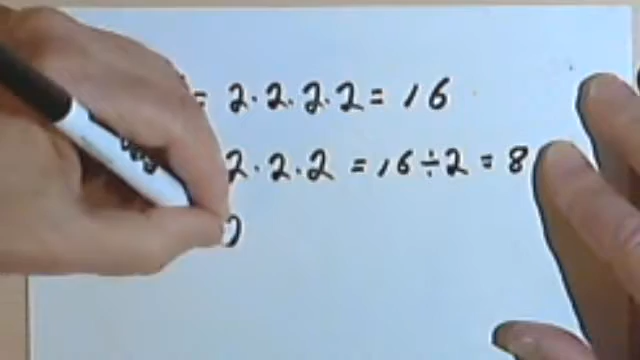 = 2·2·2·2 = 16
2·2·2 = 16÷2 = 8